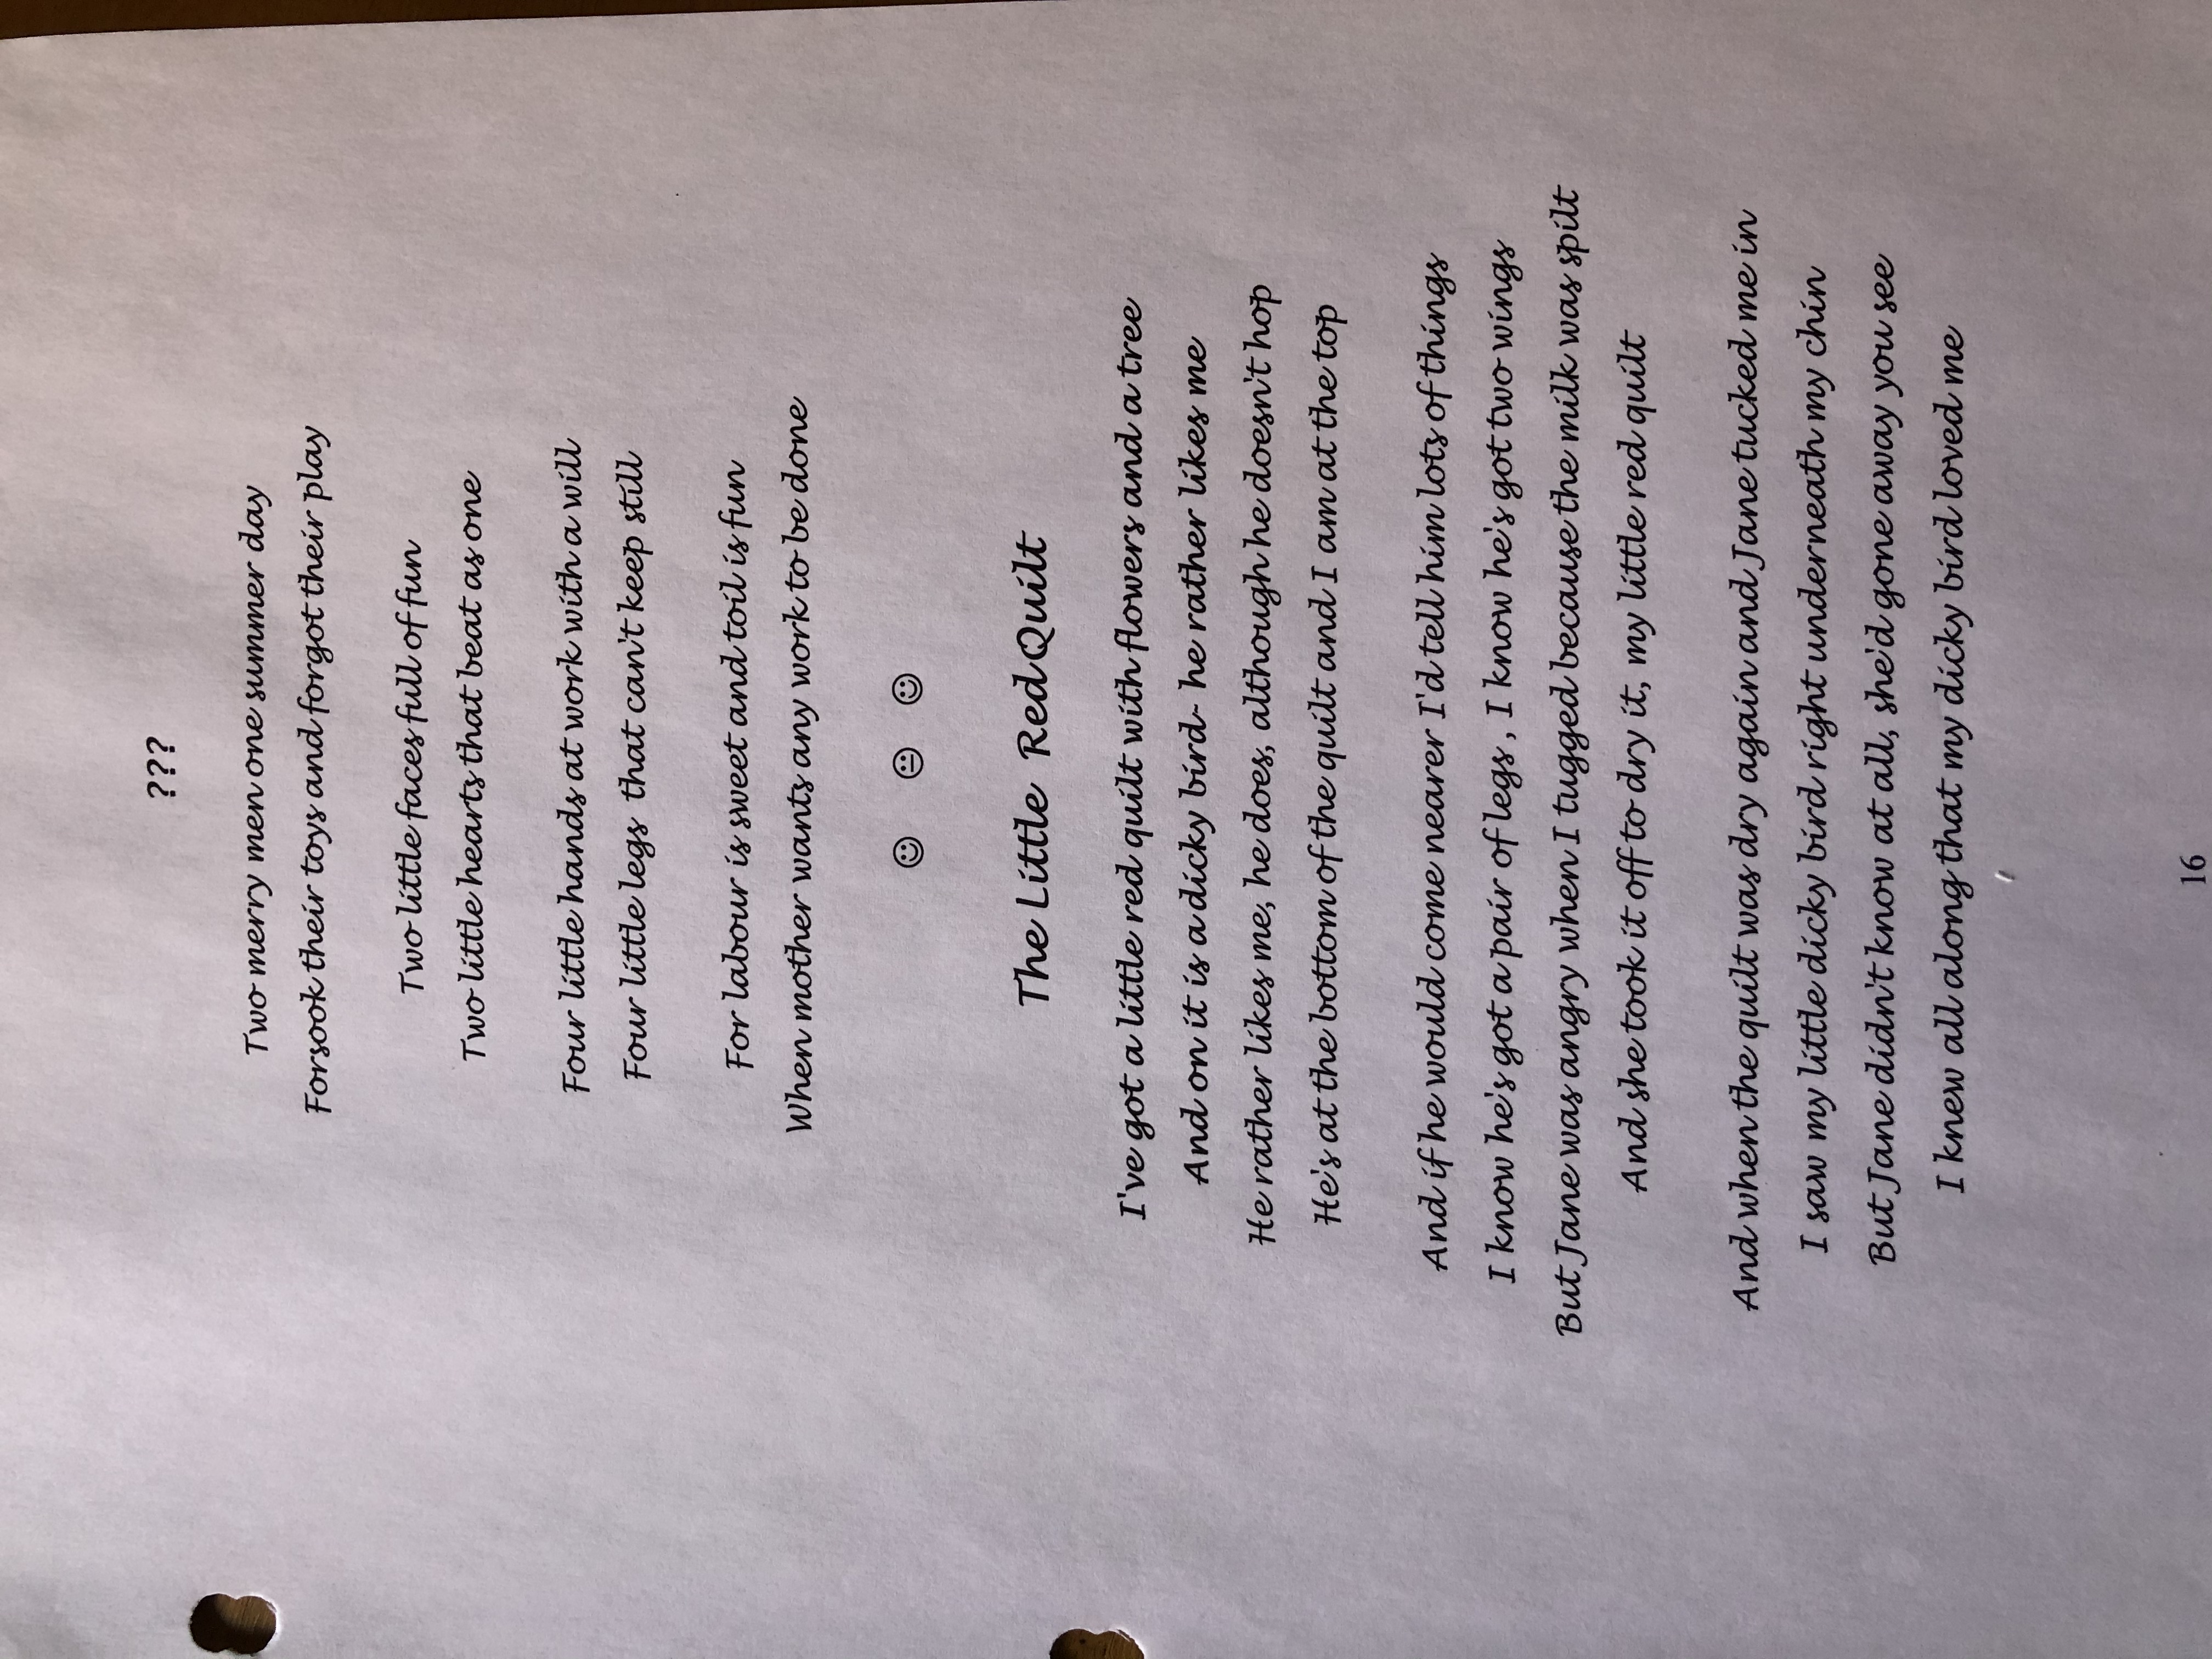 ???
Two merry men one summer day
Forsook their toys and forgot their play
Two little faces full of fun
Two little hearts that beat as one
Four little hands at work with a will
Four little legs that can't keep still
For labour is sweet and toil is fun
When mother wants any work to be done
☺ 😐 ☺
The Little Red Quilt
I've got a little red quilt with flowers and a tree
And on it is a dicky bird- he rather likes me
He rather likes me, he does, although he doesn't hop
He's at the bottom of the quilt and I am at the top
And if he would come nearer I'd tell him lots of things
I know he's got a pair of legs , I know he's got two wings
But Jane was angry when I tugged because the milk was spilt
And she took it off to dry it, my little red quilt
And when the quilt was dry again and Jane tucked me in
I saw my little dicky bird right underneath my chin
But Jane didn't know at all, she'd gone away you see
I knew all along that my dicky bird loved me
16